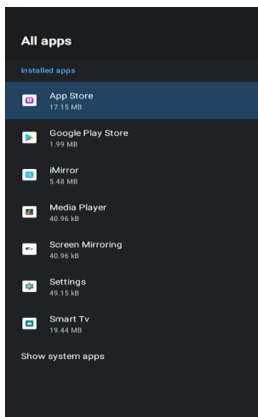 All apps
Installed apps
App Store
17.15 MB
Google Play Store
1.99 MB
iMirror
5.48 MB
Media Player
40.96 kB
Screen Mirroring
40.96 kB
Settings
49.15 kB
Smart Tv
19.44 MB
Show system apps